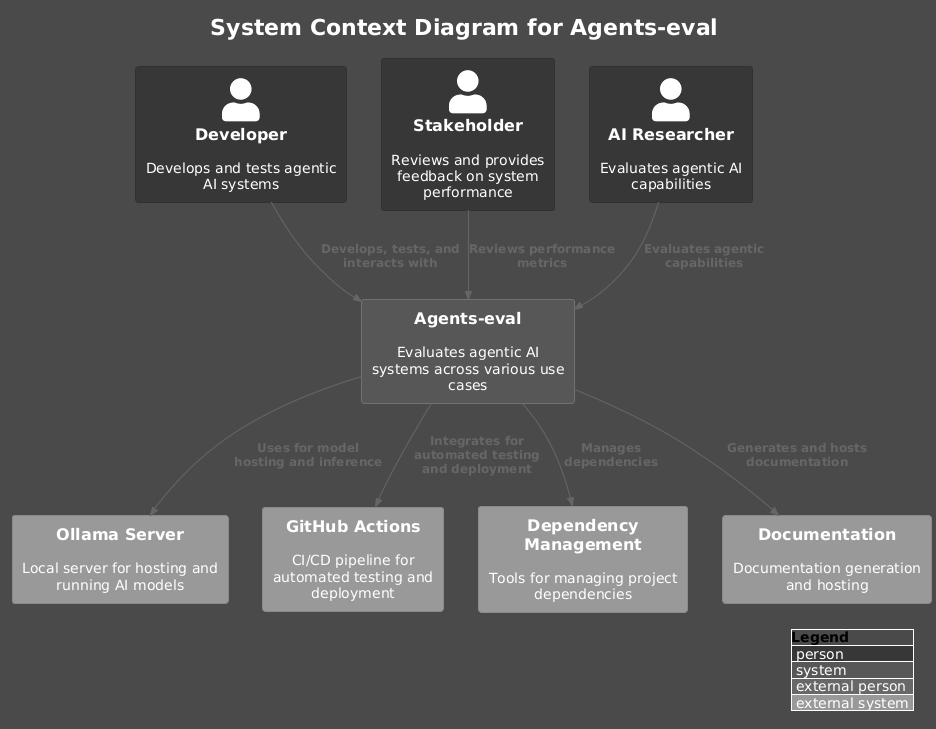 System Context Diagram for Agents-eval
Developer
Develops and tests agentic
AI systems
Stakeholder
Reviews and provides
feedback on system
performance
AI Researcher
Evaluates agentic AI
capabilities
Develops, tests, and
interacts with
Reviews performance
metrics
Evaluates agentic
capabilities
Agents-eval
Evaluates agentic AI
systems across various use
cases
Uses for model
hosting and inference
Integrates for
automated testing
and deployment
Manages
dependencies
Generates and hosts
documentation
Ollama Server
Local server for hosting and
running AI models
GitHub Actions
CI/CD pipeline for
automated testing and
deployment
Dependency
Management
Tools for managing project
dependencies
Documentation
Documentation generation
and hosting
Legend
person
system
external person
external system